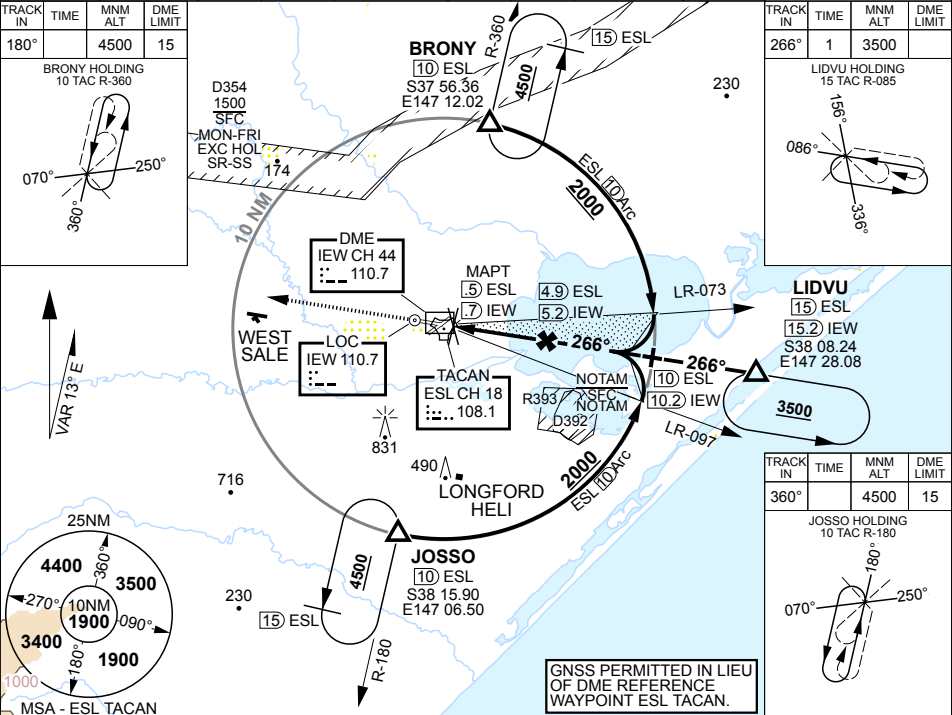 TRACK IN TIME MNM ALT DME LIMIT
180° 4500 15
BRONY HOLDING
10 TAC R-360
070°
250°
360°
D354
1500
SFC
MON-FRI
EXC HOL
SR-SS
174
BRONY
10 ESL
S37 56.36
E147 12.02
R-360
4500
15 ESL
230
TRACK IN TIME MNM ALT DME LIMIT
266° 1 3500
LIDVU HOLDING
15 TAC R-085
156°
086°
336°
10 NM
ESL 10 Arc
2000
DME
IEW CH 44
110.7
MAPT
.5 ESL
.7 IEW
4.9 ESL
5.2 IEW
LR-073
LIDVU
15 ESL
15.2 IEW
S38 08.24
E147 28.08
WEST
SALE
LOC
IEW 110.7
266°
266°
TACAN
ESL CH 18
108.1
NOTAM
SFC
NOTAM
R393
D392
10 ESL
10.2 IEW
3500
LR-097
VAR 13° E
831
716
490
LONGFORD
HELI
2000
ESL 10 Arc
JOSSO
10 ESL
S38 15.90
E147 06.50
4500
15 ESL
R-180
230
25NM
4400
360°
3500
270°
10NM
1900
090°
3400
180°
1900
1000
MSA - ESL TACAN
TRACK IN TIME MNM ALT DME LIMIT
360° 4500 15
JOSSO HOLDING
10 TAC R-180
180°
070°
250°
GNSS PERMITTED IN LIEU
OF DME REFERENCE
WAYPOINT ESL TACAN.